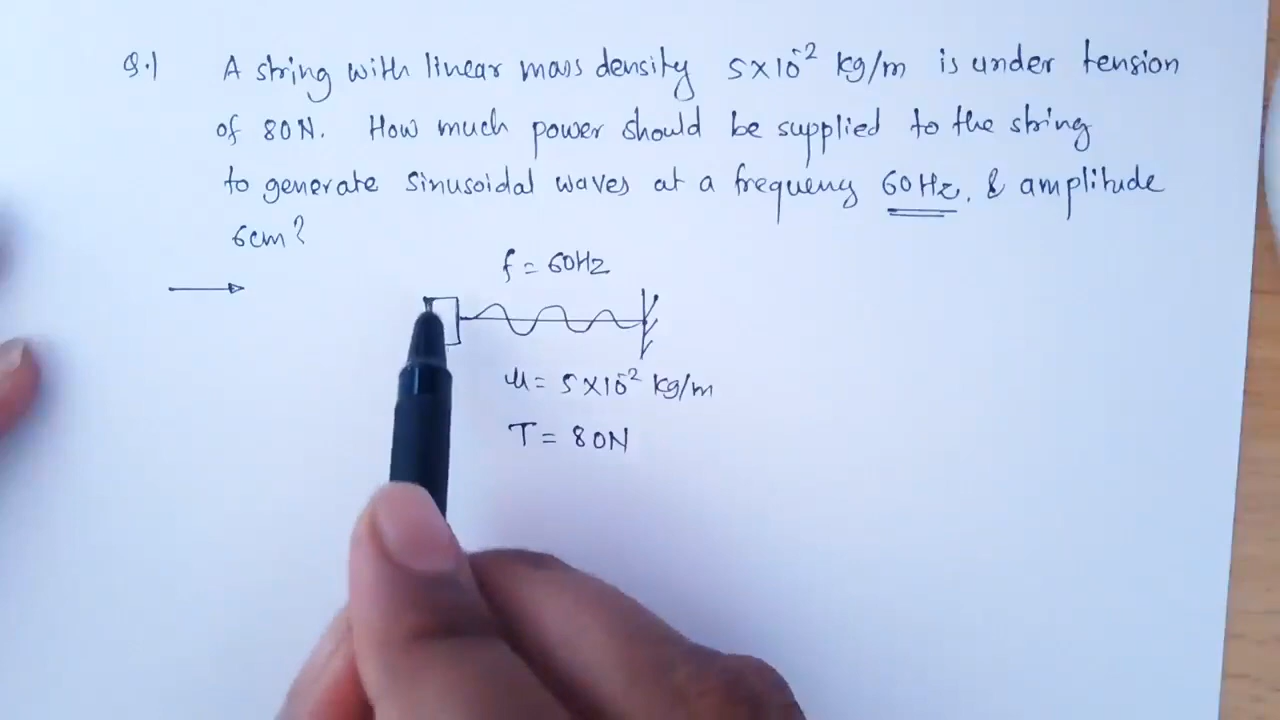 Q.1 A string with linear mass density 5×10⁻² kg/m is under tension
of 80N. How much power should be supplied to the string
to generate sinusoidal waves at a frequeny 60Hz, & amplitude
6cm?
f = 60Hz
μ = 5×10⁻² kg/m
T = 80N